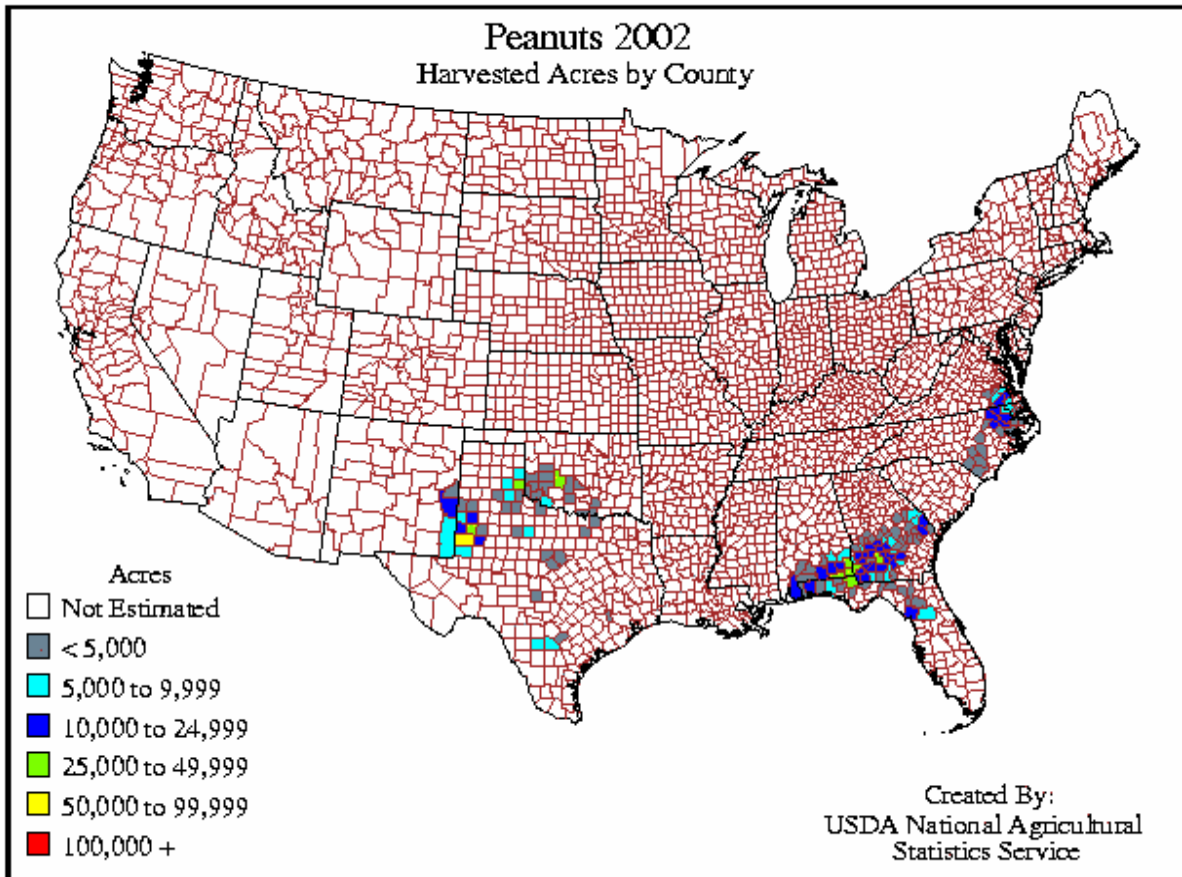 Peanuts 2002
Harvested Acres by County
Acres
Not Estimated
<5,000
5,000 to 9,999
10,000 to 24,999
25,000 to 49,999
50,000 to 99,999
100,000 +
Created By:
USDA National Agricultural
Statistics Service